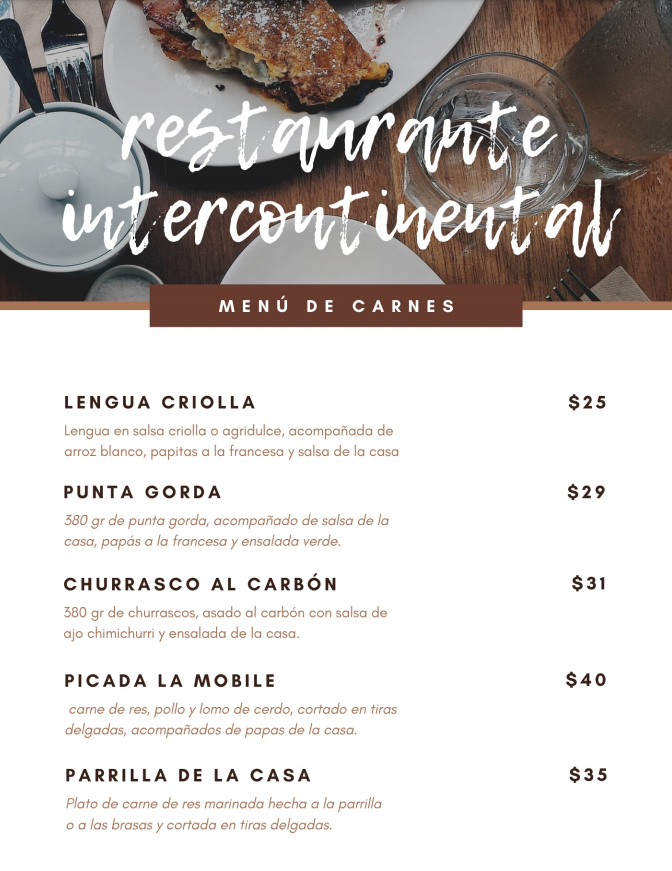 restaurante
intercontinental
MENÚ DE CARNES
LENGUA CRIOLLA $25
Lengua en salsa criolla o agridulce, acompañada de
arroz blanco, papitas a la francesa y salsa de la casa
PUNTA GORDA $29
380 gr de punta gorda, acompañado de salsa de la
casa, papás a la francesa y ensalada verde.
CHURRASCO AL CARBÓN $31
380 gr de churrascos, asado al carbón con salsa de
ajo chimichurri y ensalada de la casa.
PICADA LA MOBILE $40
carne de res, pollo y lomo de cerdo, cortado en tiras
delgadas, acompañados de papas de la casa.
PARRILLA DE LA CASA $35
Plato de carne de res marinada hecha a la parrilla
o a las brasas y cortada en tiras delgadas.